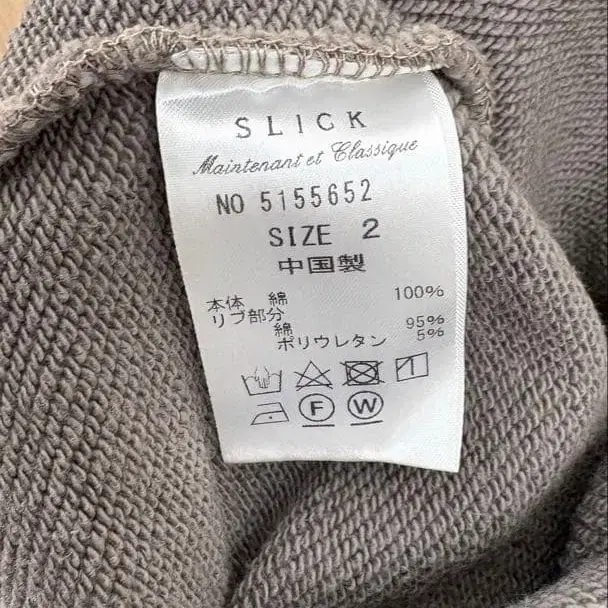 SLICK
Maintenant et Classique
NO 5155652
SIZE 2
中国製
本体 綿 100%
リブ部分
綿 95%
ポリウレタン 5%
F W